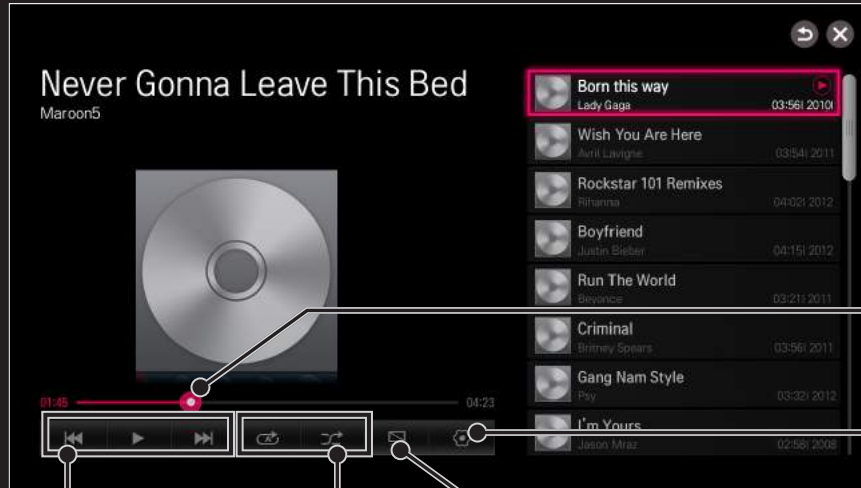 Never Gonna Leave This Bed
Maroon5
01:45
04:23
Born this way
Lady Gaga 03:56| 2010|
Wish You Are Here
Avril Lavigne 03:54| 2011
Rockstar 101 Remixes
Rihanna 04:02| 2012
Boyfriend
Justin Bieber 04:15| 2012
Run The World
Beyonce 03:21| 2011
Criminal
Britney Spears 03:56| 2011
Gang Nam Style
Psy 03:32| 2012
I'm Yours
Jason Mraz 02:58| 2008